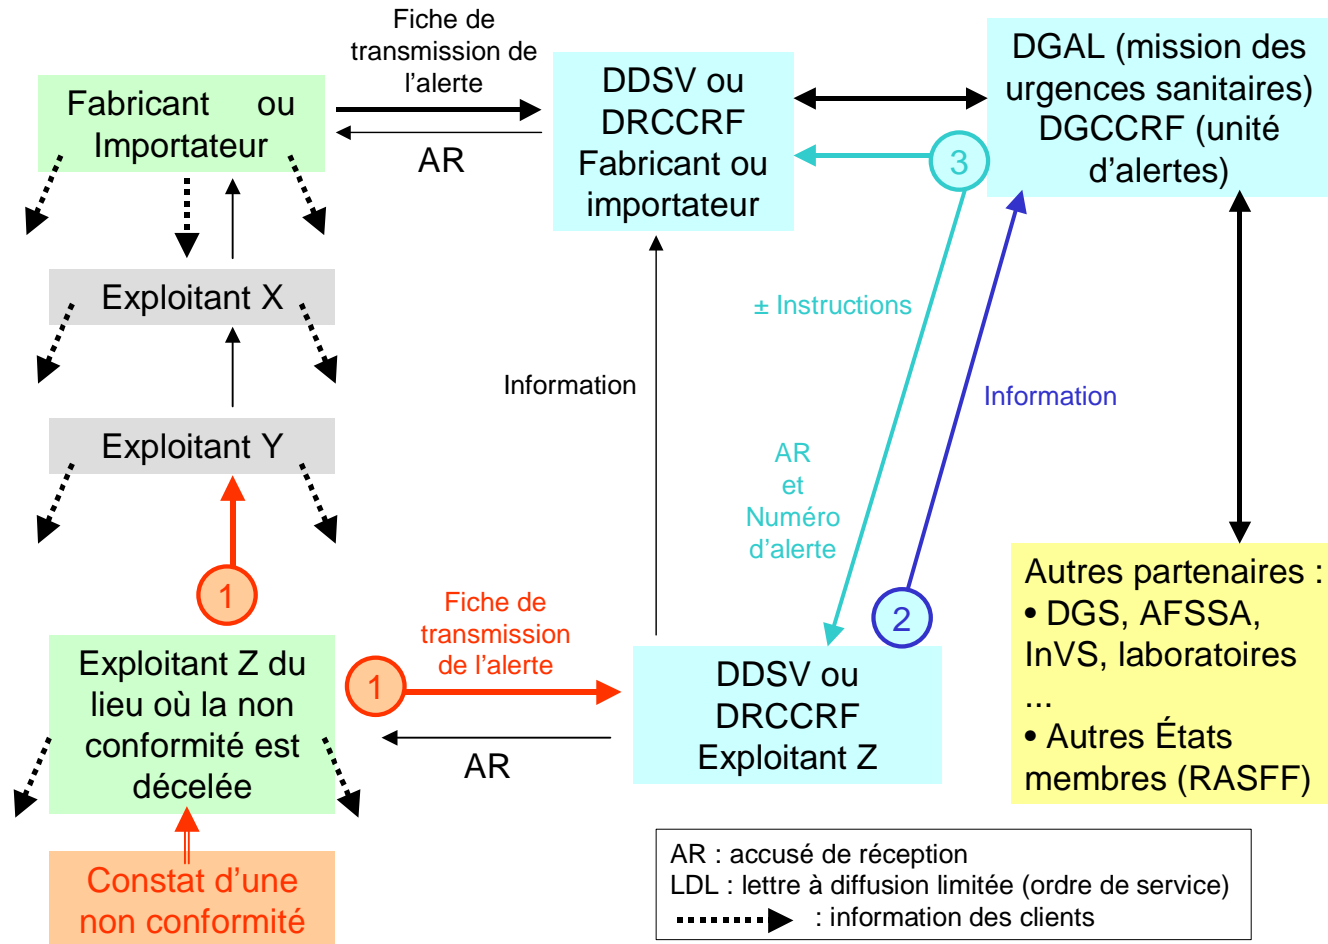 Fiche de
transmission de
l’alerte
Fabricant ou
Importateur
AR
DDSV ou
DRCCRF
Fabricant ou
importateur
DGAL (mission des
urgences sanitaires)
DGCCRF (unité
d’alertes)
3
Exploitant X
± Instructions
Information
Information
Exploitant Y
AR
et
Numéro
d’alerte
1
Fiche de
transmission
de l’alerte
2
Exploitant Z du
lieu où la non
conformité est
décelée
1
AR
DDSV ou
DRCCRF
Exploitant Z
Autres partenaires :
• DGS, AFSSA,
InVS, laboratoires
...
• Autres États
membres (RASFF)
Constat d’une
non conformité
AR : accusé de réception
LDL : lettre à diffusion limitée (ordre de service)
: information des clients